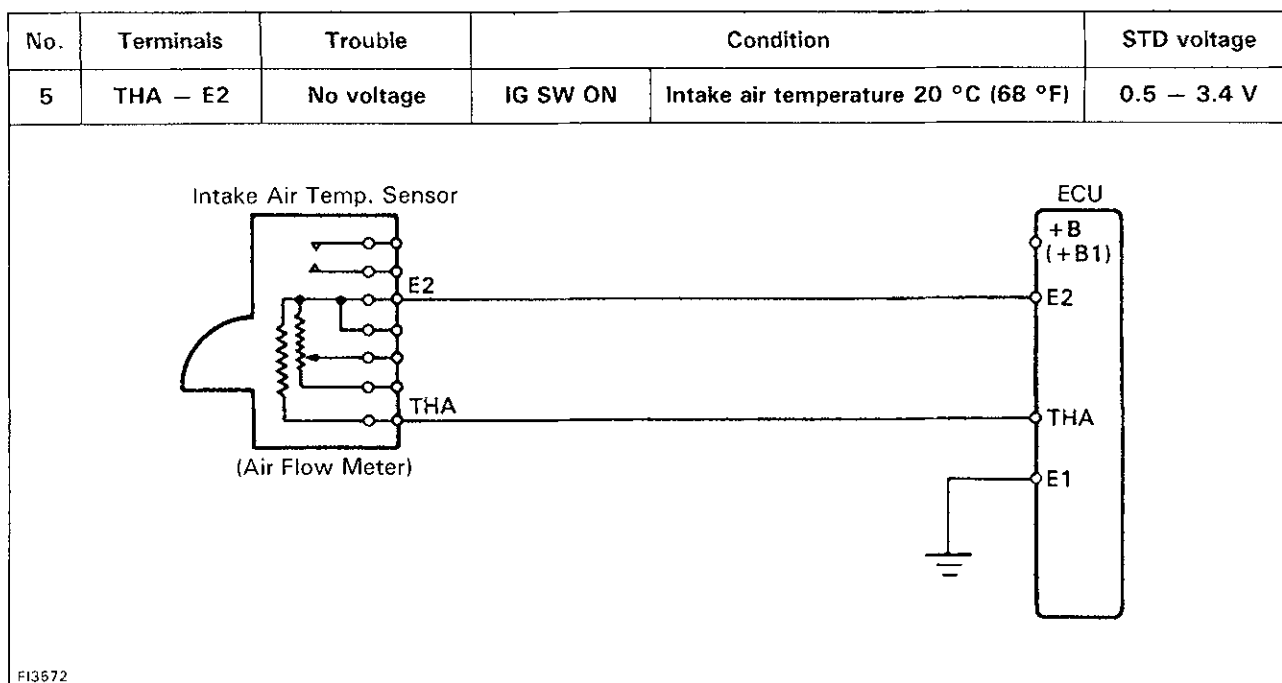 No. Terminals Trouble Condition STD voltage
5 THA – E2 No voltage IG SW ON Intake air temperature 20 °C (68 °F) 0.5 – 3.4 V
Intake Air Temp. Sensor
ECU
+B
(+B1)
E2
E2
THA
THA
(Air Flow Meter)
E1
FI3672